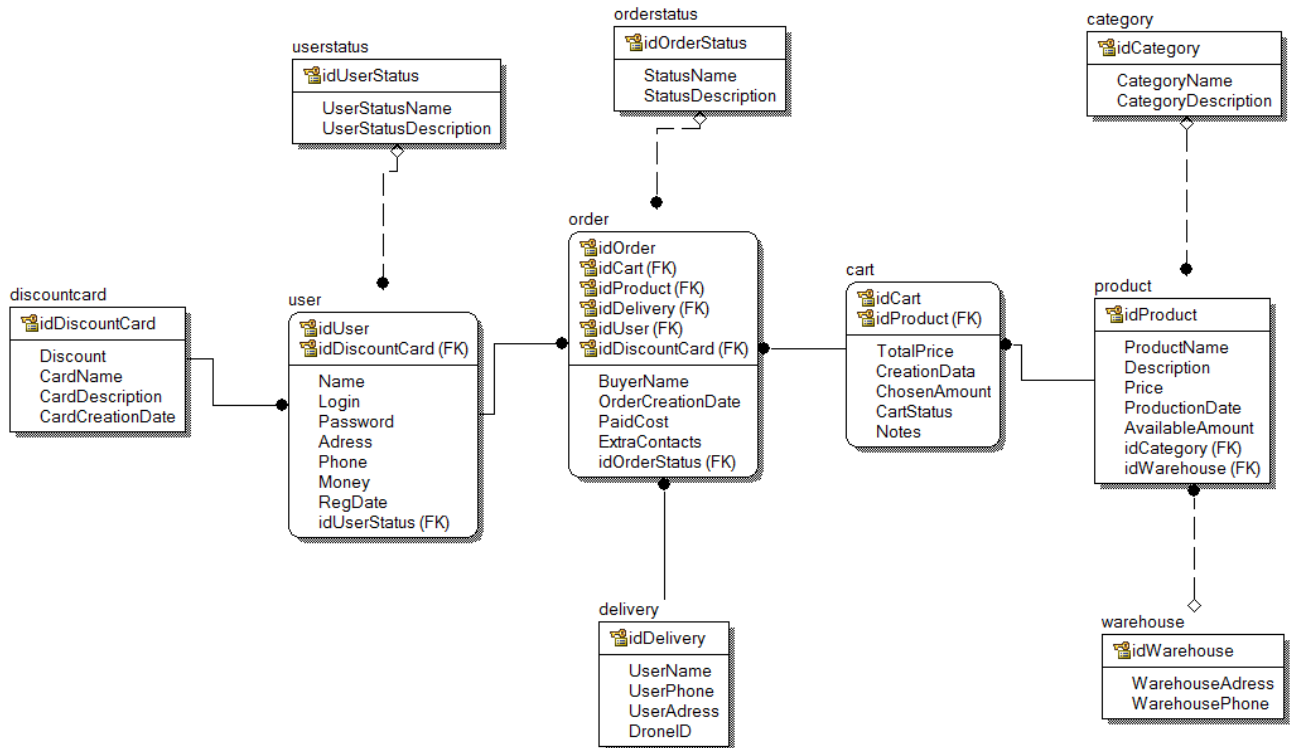 orderstatus
idOrderStatus
StatusName
StatusDescription
category
idCategory
CategoryName
CategoryDescription
userstatus
idUserStatus
UserStatusName
UserStatusDescription
order
idOrder
idCart (FK)
idProduct (FK)
idDelivery (FK)
idUser (FK)
idDiscountCard (FK)
BuyerName
OrderCreationDate
PaidCost
ExtraContacts
idOrderStatus (FK)
cart
idCart
idProduct (FK)
TotalPrice
CreationData
ChosenAmount
CartStatus
Notes
product
idProduct
ProductName
Description
Price
ProductionDate
AvailableAmount
idCategory (FK)
idWarehouse (FK)
discountcard
idDiscountCard
Discount
CardName
CardDescription
CardCreationDate
user
idUser
idDiscountCard (FK)
Name
Login
Password
Adress
Phone
Money
RegDate
idUserStatus (FK)
delivery
idDelivery
UserName
UserPhone
UserAdress
DroneID
warehouse
idWarehouse
WarehouseAdress
WarehousePhone